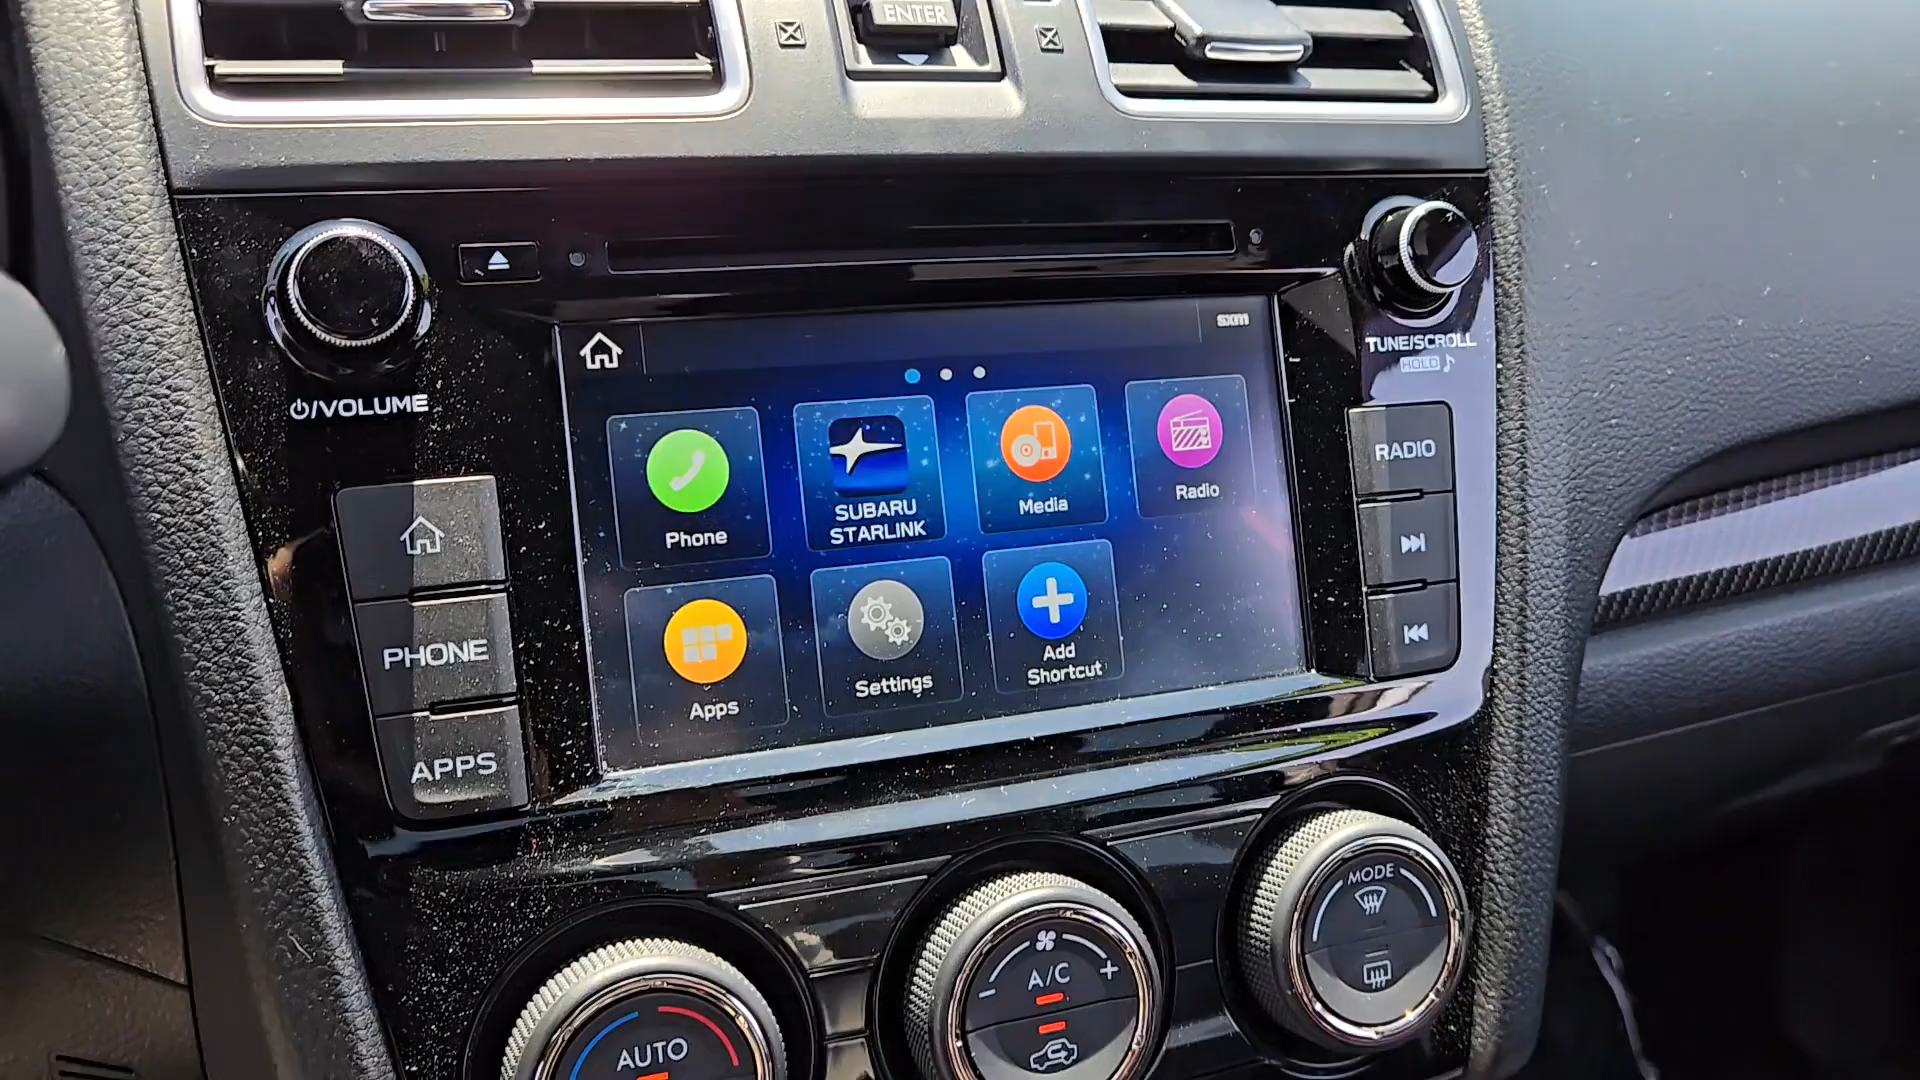 ENTER
/VOLUME
TUNE/SCROLL
HOLD
sxm
Phone
SUBARU
STARLINK
Media
Radio
Apps
Settings
Add
Shortcut
PHONE
APPS
RADIO
AUTO
A/C
MODE